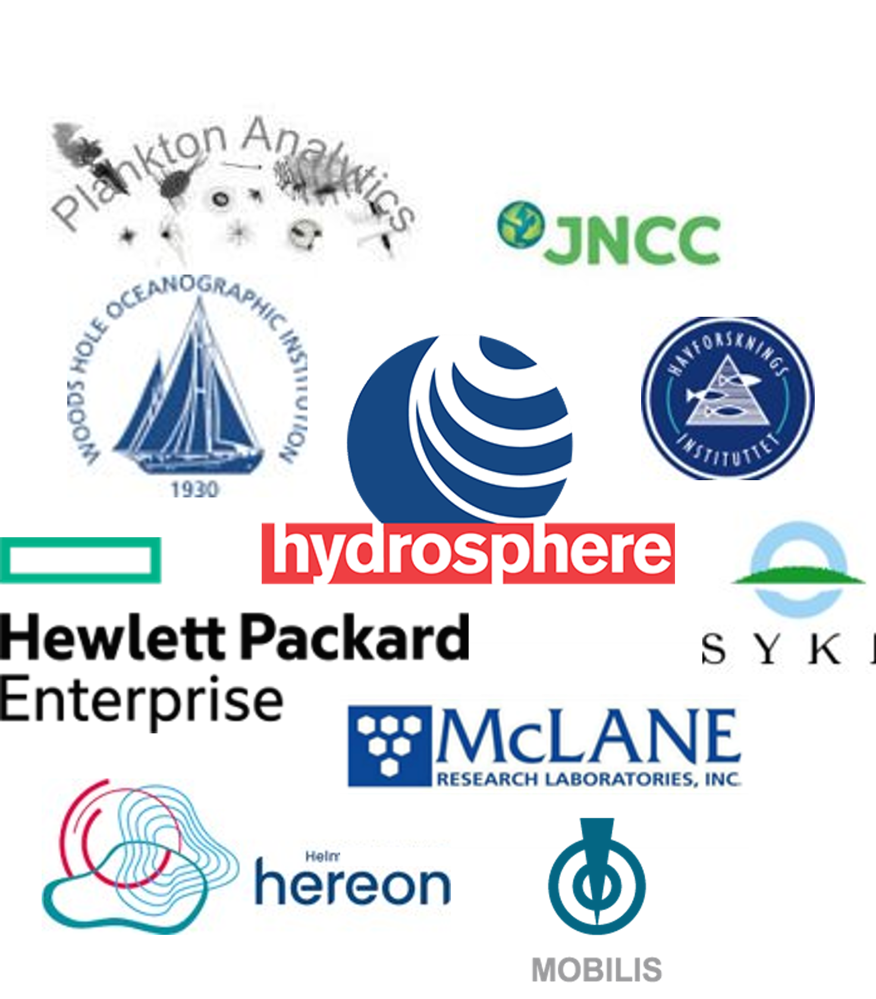 Plankton Analytics
JNCC
WOODS HOLE OCEANOGRAPHIC INSTITUTION
1930
HAVFORSKNINGS
INSTITUTTET
hydrosphere
Hewlett Packard
Enterprise
SYK
McLANE
RESEARCH LABORATORIES, INC.
hereon
MOBILIS